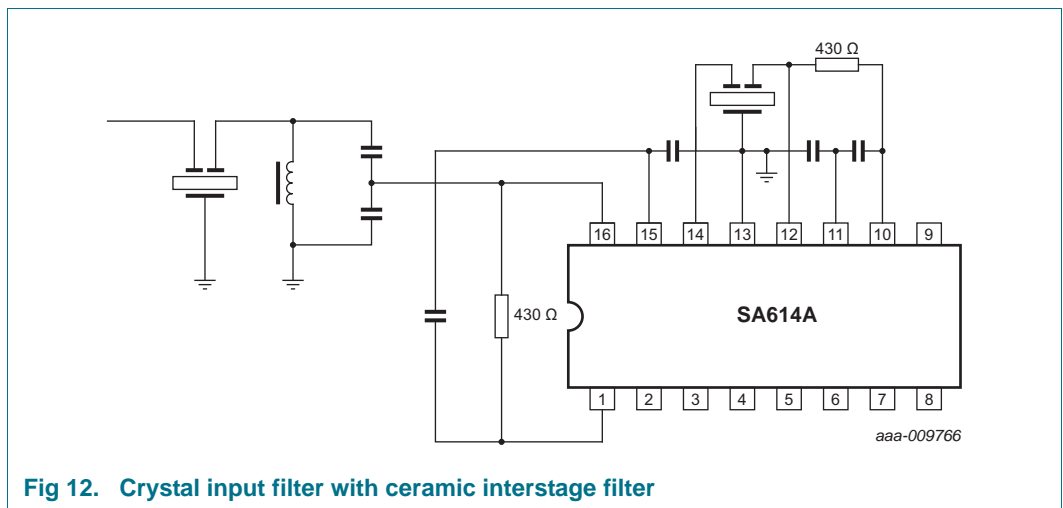 430 Ω
16 15 14 13 12 11 10 9
430 Ω
SA614A
1 2 3 4 5 6 7 8
aaa-009766
Fig 12. Crystal input filter with ceramic interstage filter